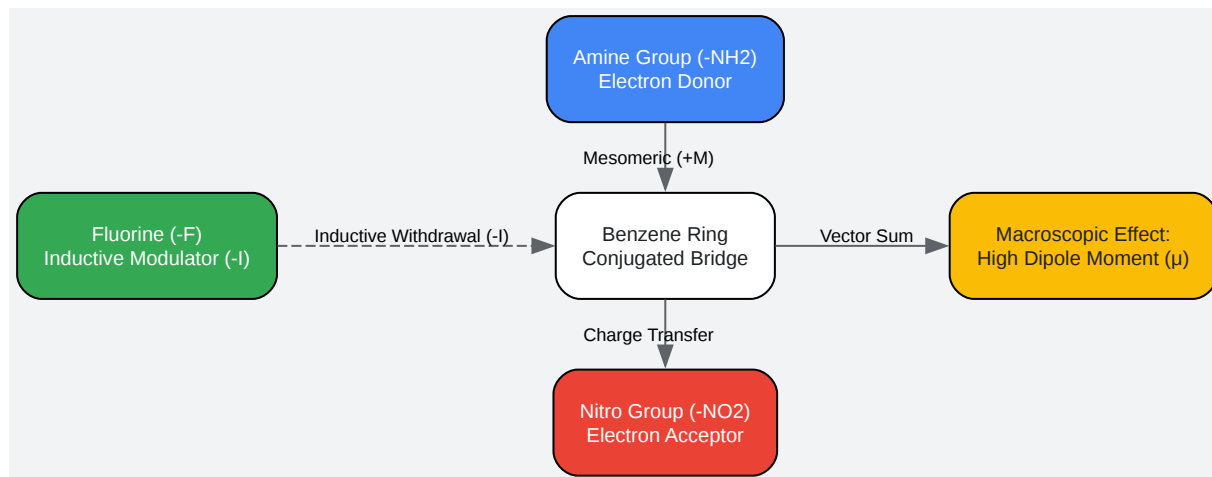 Amine Group (-NH2)
Electron Donor
Mesomeric (+M)
Fluorine (-F)
Inductive Modulator (-I)
Inductive Withdrawal (-I)
Benzene Ring
Conjugated Bridge
Vector Sum
Macroscopic Effect:
High Dipole Moment (μ)
Charge Transfer
Nitro Group (-NO2)
Electron Acceptor